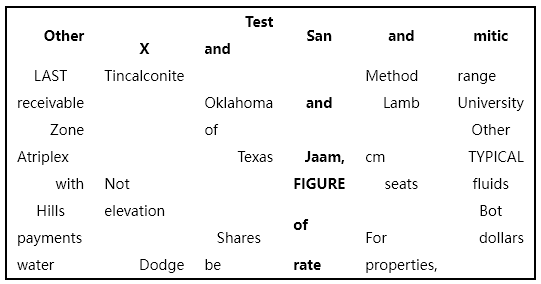 Test
Other San and mitic
X and
LAST Tincalconite Method range
receivable Oklahoma and Lamb University
Zone of Other
Atriplex Texas Jaam, cm TYPICAL
with Not FIGURE seats fluids
Hills elevation Bot
of
payments Shares For dollars
water Dodge be rate properties,